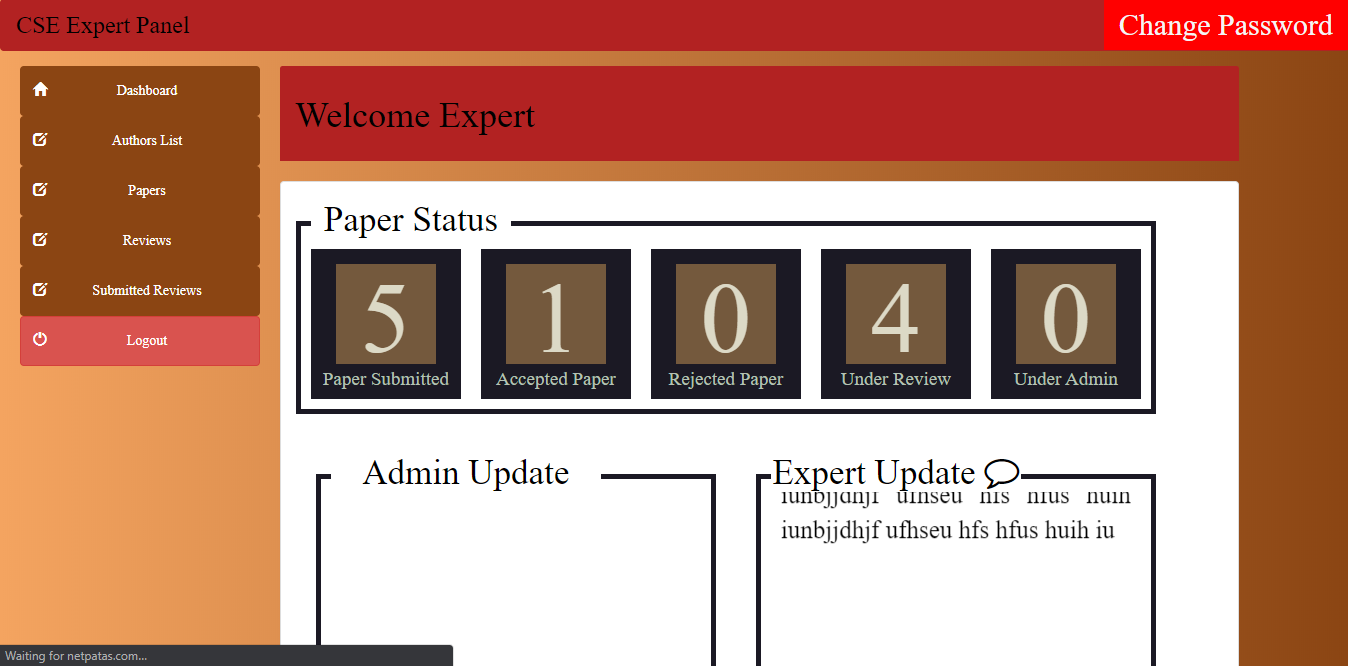 CSE Expert Panel
Change Password
Dashboard
Authors List
Papers
Reviews
Submitted Reviews
Logout
Welcome Expert
Paper Status
5 1 0 4 0
Paper Submitted Accepted Paper Rejected Paper Under Review Under Admin
Admin Update
Expert Update
iunbjjdhjf ufhseu hfs hfus huih
iunbjjdhjf ufhseu hfs hfus huih iu
Waiting for netpatas.com...